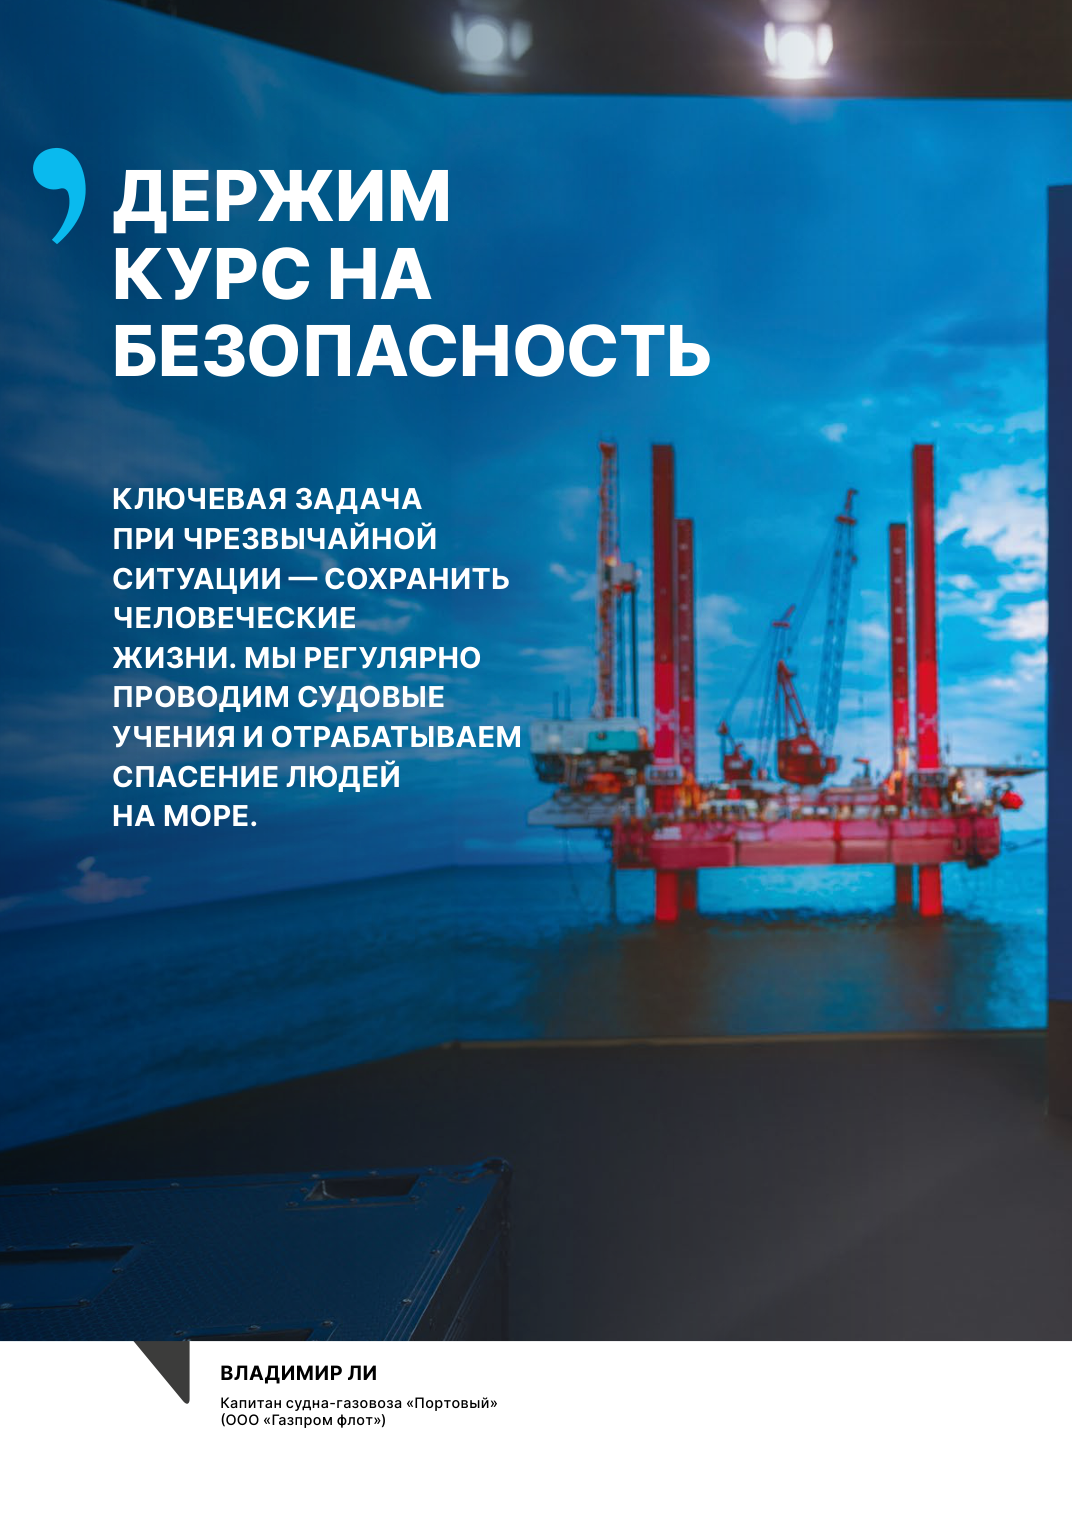 ДЕРЖИМ
КУРС НА
БЕЗОПАСНОСТЬ
КЛЮЧЕВАЯ ЗАДАЧА
ПРИ ЧРЕЗВЫЧАЙНОЙ
СИТУАЦИИ — СОХРАНИТЬ
ЧЕЛОВЕЧЕСКИЕ
ЖИЗНИ. МЫ РЕГУЛЯРНО
ПРОВОДИМ СУДОВЫЕ
УЧЕНИЯ И ОТРАБАТЫВАЕМ
СПАСЕНИЕ ЛЮДЕЙ
НА МОРЕ.
ВЛАДИМИР ЛИ
Капитан судна-газовоза «Портовый»
(ООО «Газпром флот»)